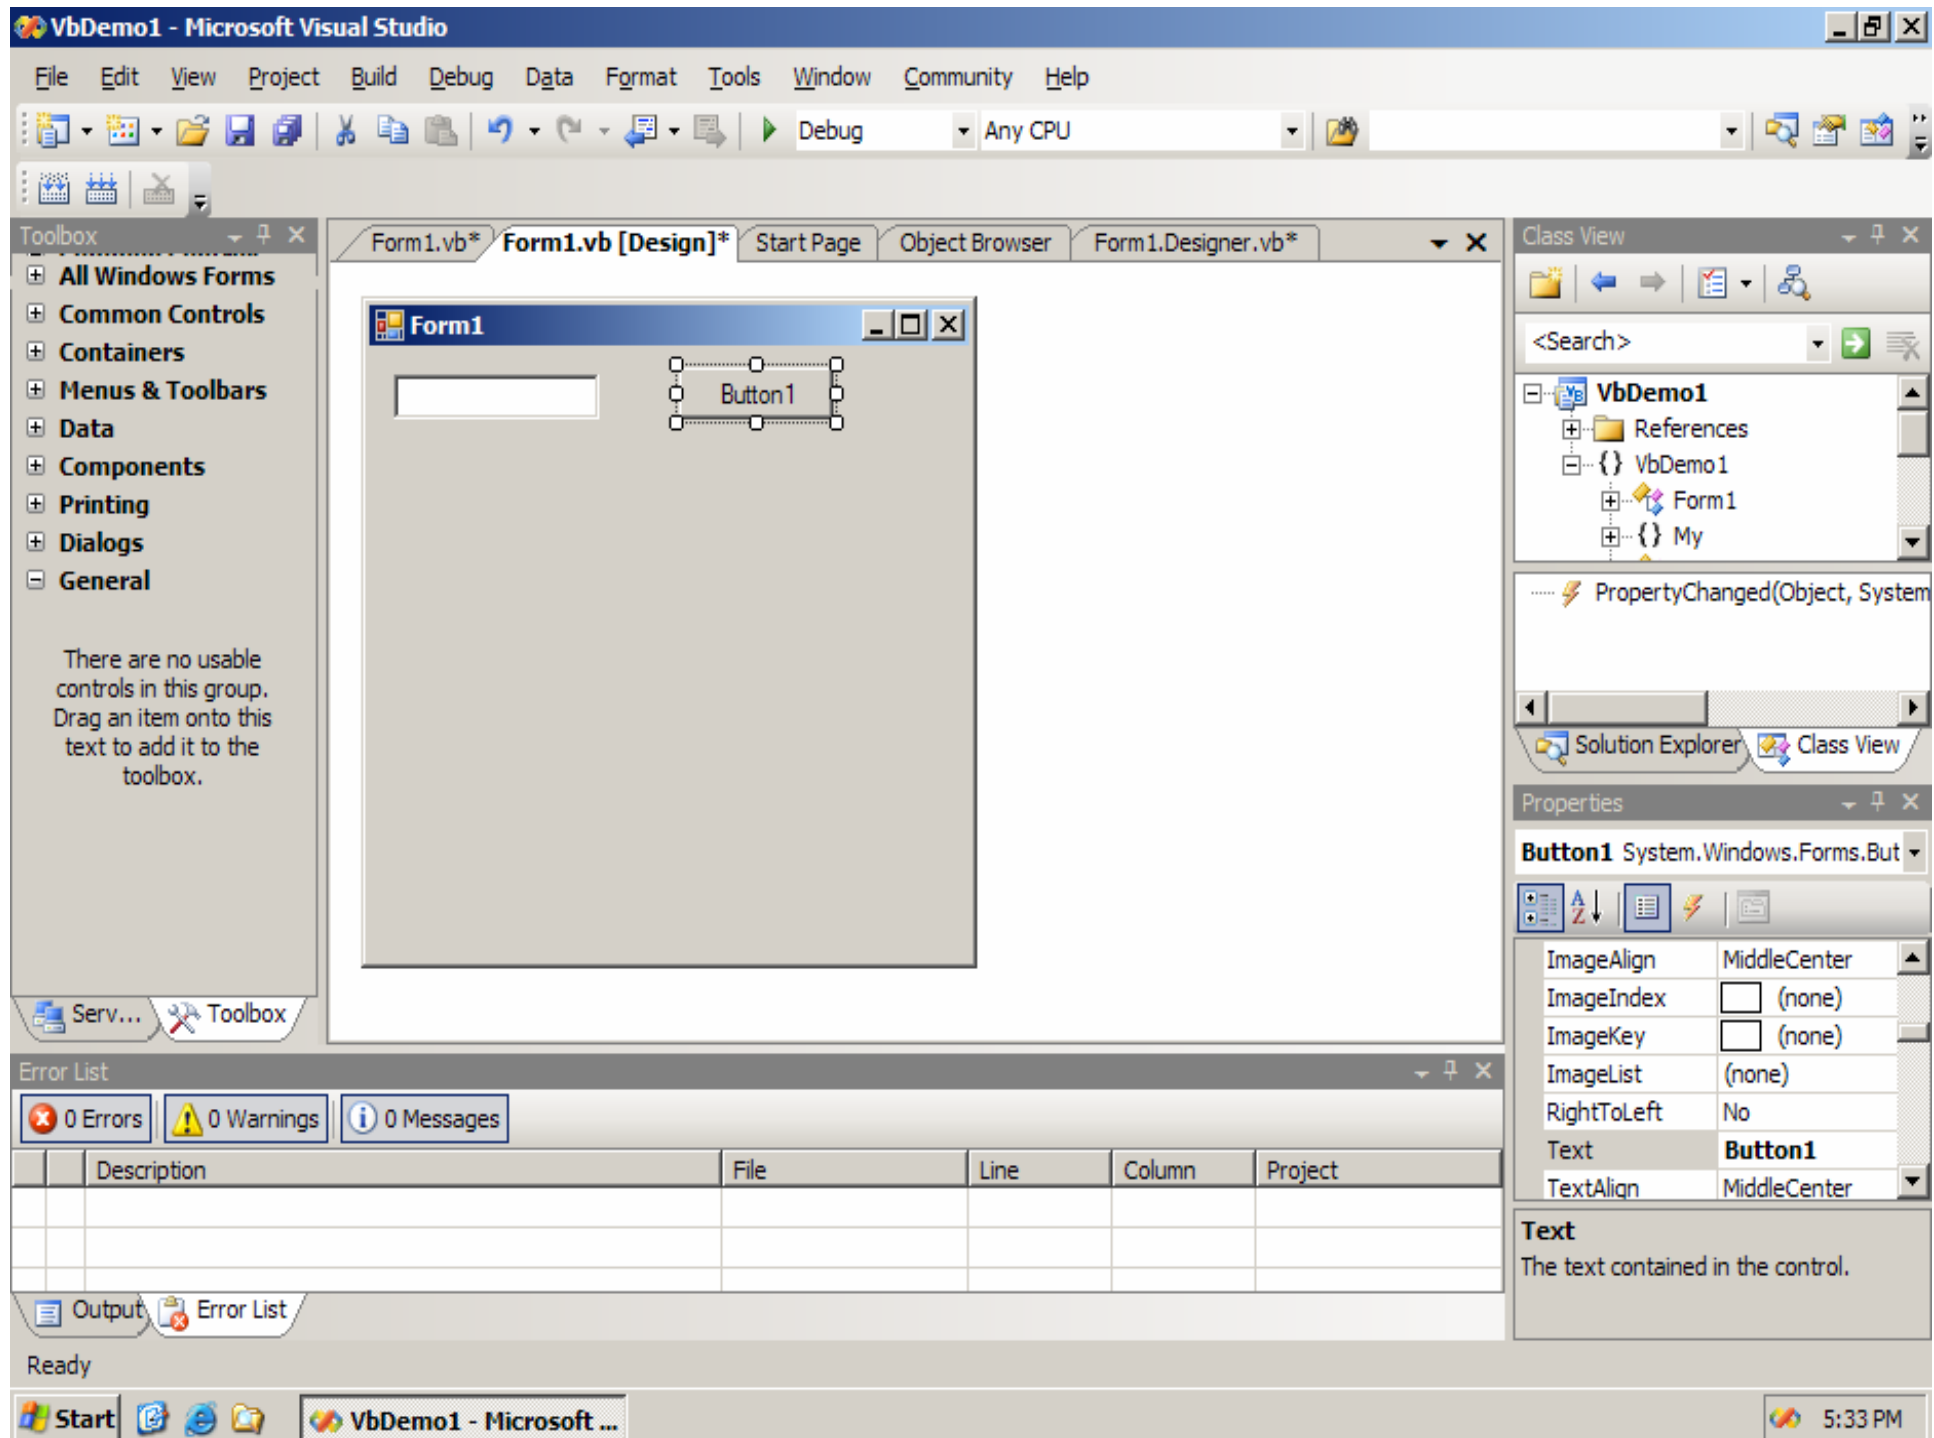 VbDemo1 - Microsoft Visual Studio
File Edit View Project Build Debug Data Format Tools Window Community Help
Debug Any CPU
Toolbox
All Windows Forms
Common Controls
Containers
Menus & Toolbars
Data
Components
Printing
Dialogs
General
There are no usable
controls in this group.
Drag an item onto this
text to add it to the
toolbox.
Serv... Toolbox
Form1.vb* Form1.vb [Design]* Start Page Object Browser Form1.Designer.vb*
Form1
Button1
Class View
<Search>
VbDemo1
References
{} VbDemo1
Form1
{} My
PropertyChanged(Object, System
Solution Explorer Class View
Properties
Button1 System.Windows.Forms.But
ImageAlign MiddleCenter
ImageIndex (none)
ImageKey (none)
ImageList (none)
RightToLeft No
Text Button1
TextAlign MiddleCenter
Text
The text contained in the control.
Error List
0 Errors 0 Warnings 0 Messages
Description File Line Column Project
Output Error List
Ready
Start VbDemo1 - Microsoft ... 5:33 PM